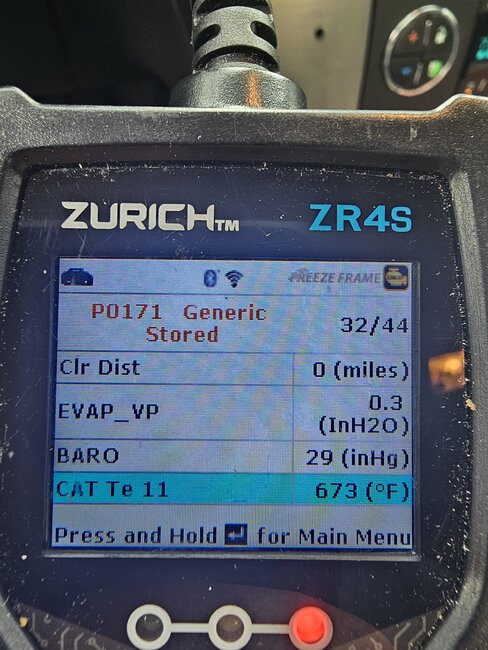 ZURICH™ ZR4S
FREEZE FRAME
P0171 Generic
Stored
32/44
Clr Dist 0 (miles)
EVAP_VP 0.3
(InH2O)
BARO 29 (inHg)
CAT Te 11 673 (°F)
Press and Hold for Main Menu